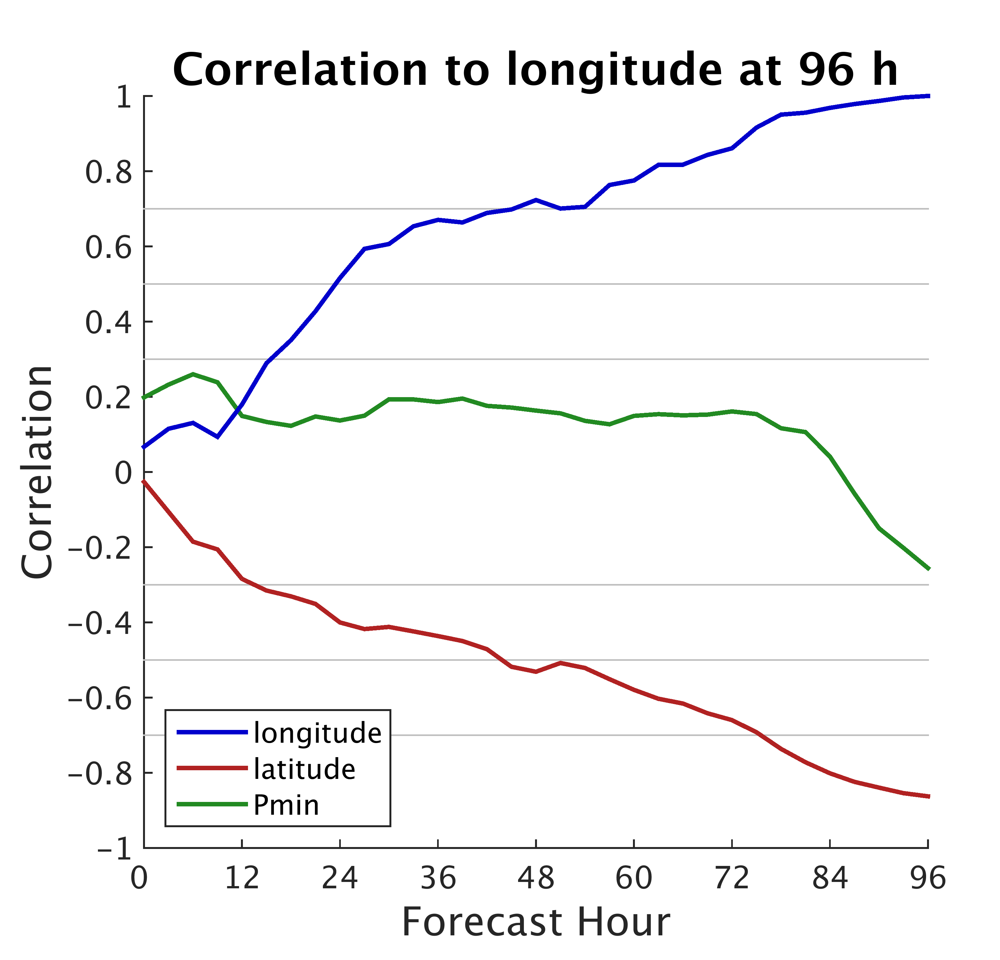 Correlation to longitude at 96 h
1
0.8
0.6
0.4
0.2
0
−0.2
−0.4
−0.6
−0.8
−1
Correlation
longitude
latitude
Pmin
0 12 24 36 48 60 72 84 96
Forecast Hour